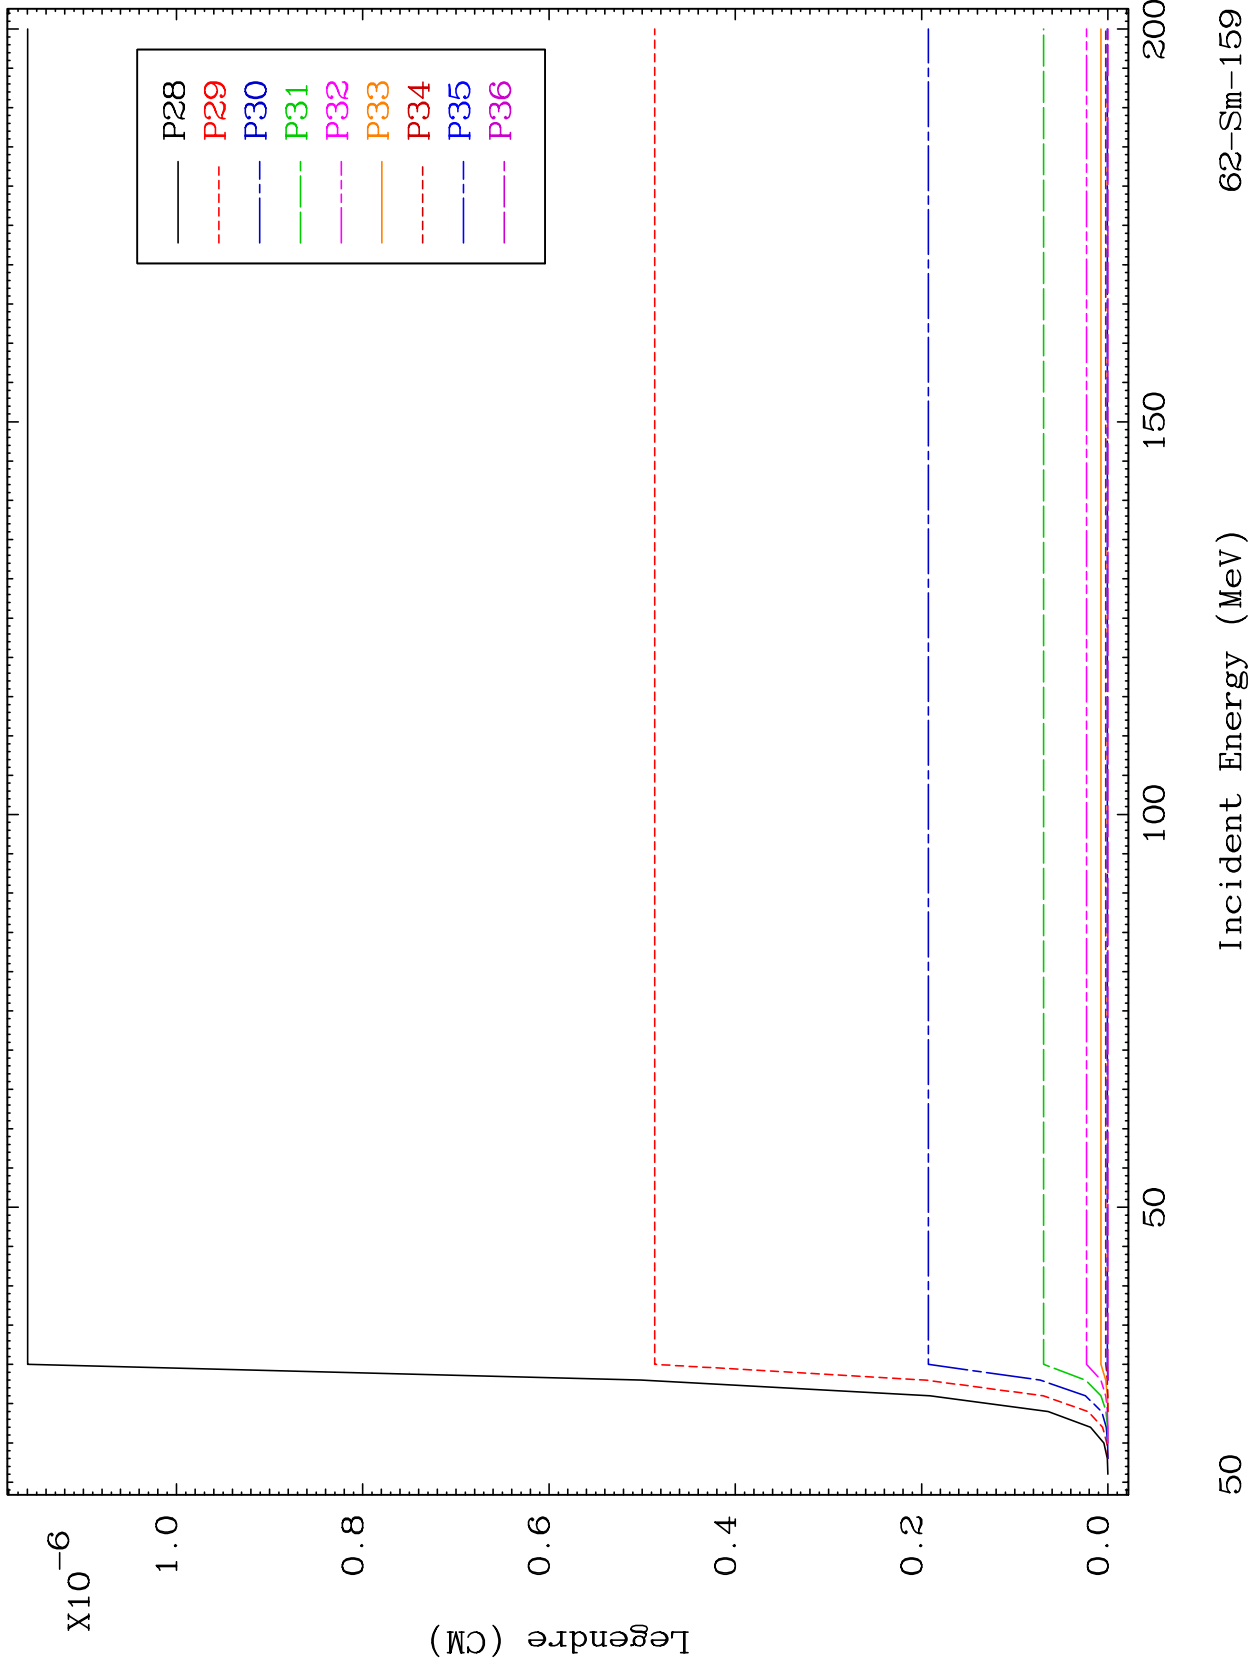 X10-6
1.0
0.8
0.6
0.4
0.2
0.0
Legendre (CM)
P28
P29
P30
P31
P32
P33
P34
P35
P36
50
100
150
200
Incident Energy (MeV)
50
62-Sm-159